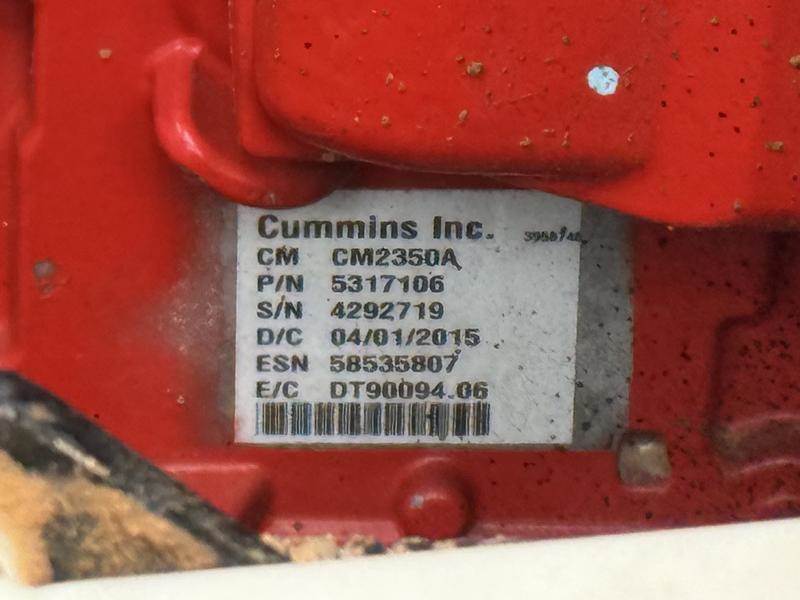 Cummins Inc.
CM CM2350A
P/N 5317106
S/N 4292719
D/C 04/01/2015
ESN 58535807
E/C DT90094.06